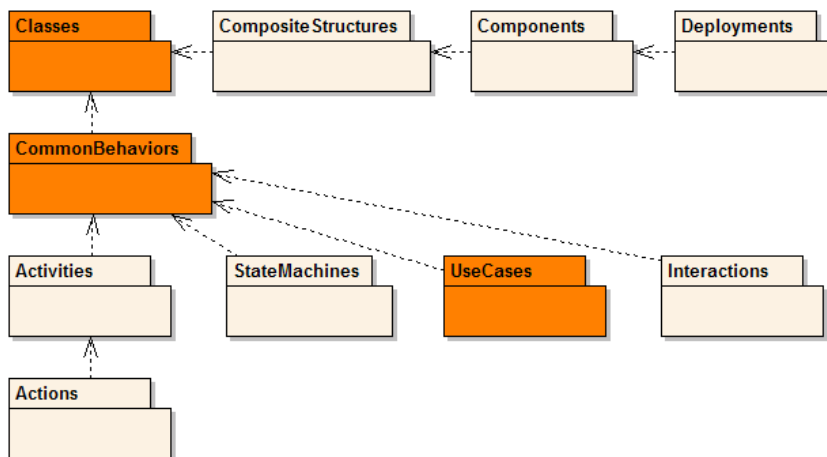 Classes
CompositeStructures
Components
Deployments
CommonBehaviors
Activities
StateMachines
UseCases
Interactions
Actions